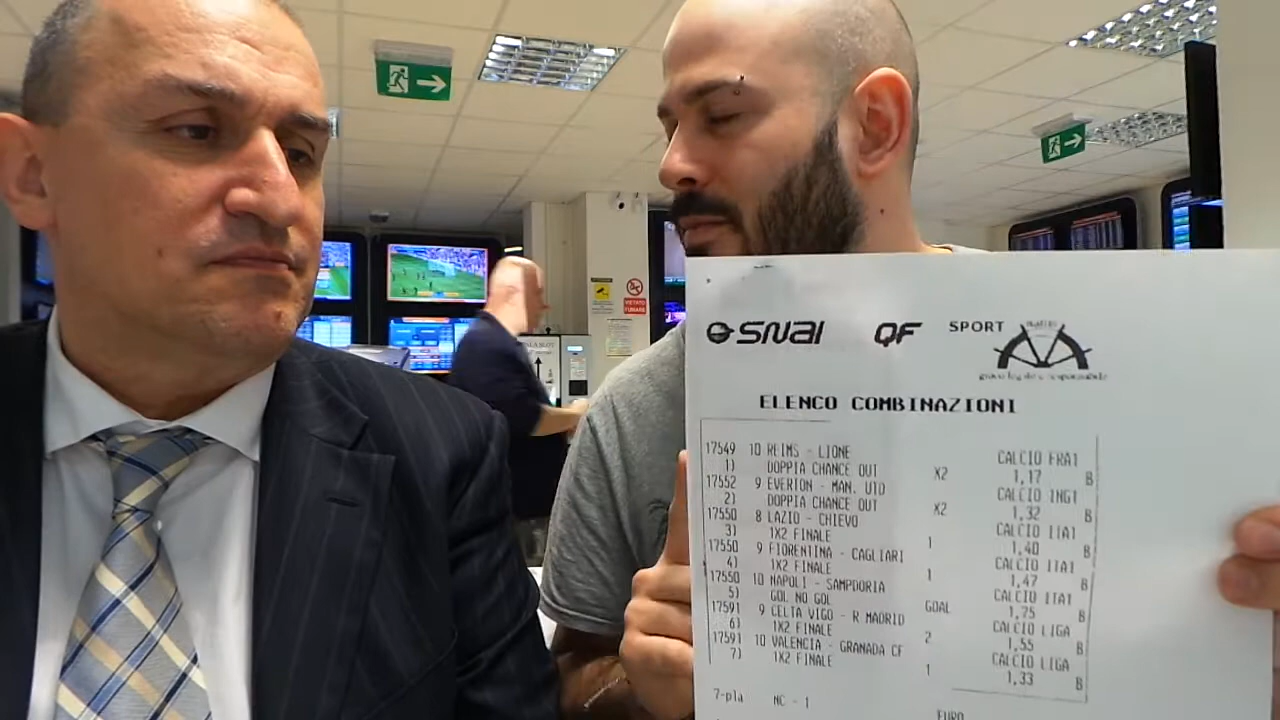 SNAI QF SPORT
ELENCO COMBINAZIONI
17549 10 REIMS - LIONE CALCIO FRA1
1) DOPPIA CHANCE OUT X2 1,17 B
17552 9 EVERTON - MAN. UTD CALCIO ING1
2) DOPPIA CHANCE OUT X2 1,32 B
17550 8 LAZIO - CHIEVO CALCIO ITA1
3) 1X2 FINALE 1 1,40 B
17550 9 FIORENTINA - CAGLIARI CALCIO ITA1
4) 1X2 FINALE 1 1,47 B
17550 10 NAPOLI - SAMPDORIA CALCIO ITA1
5) GOL NO GOL GOAL 1,75 B
17591 9 CELTA VIGO - R MADRID CALCIO LIGA
6) 1X2 FINALE 2 1,55 B
17591 10 VALENCIA - GRANADA CF CALCIO LIGA
7) 1X2 FINALE 1 1,33 B
7-pla NC - 1
EURO
VIETATO
FUMARE